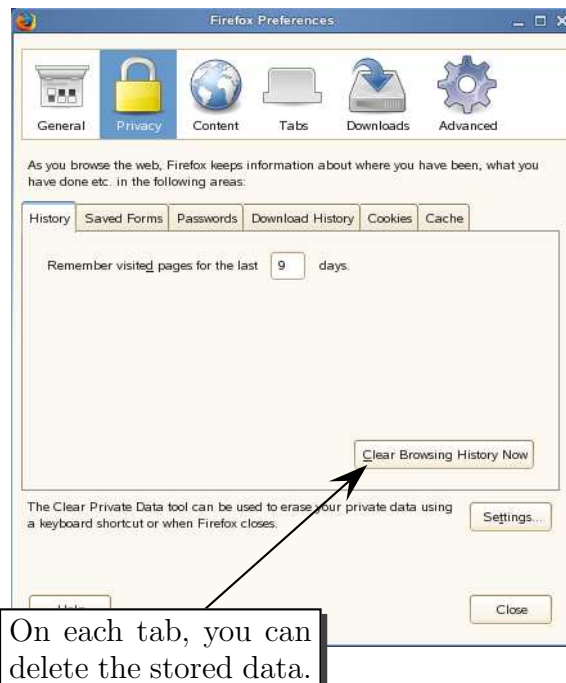 Firefox Preferences
General Privacy Content Tabs Downloads Advanced
As you browse the web, Firefox keeps information about where you have been, what you
have done etc. in the following areas:
History Saved Forms Passwords Download History Cookies Cache
Remember visited pages for the last 9 days.
Clear Browsing History Now
The Clear Private Data tool can be used to erase your private data using
a keyboard shortcut or when Firefox closes.
Settings...
Close
On each tab, you can
delete the stored data.